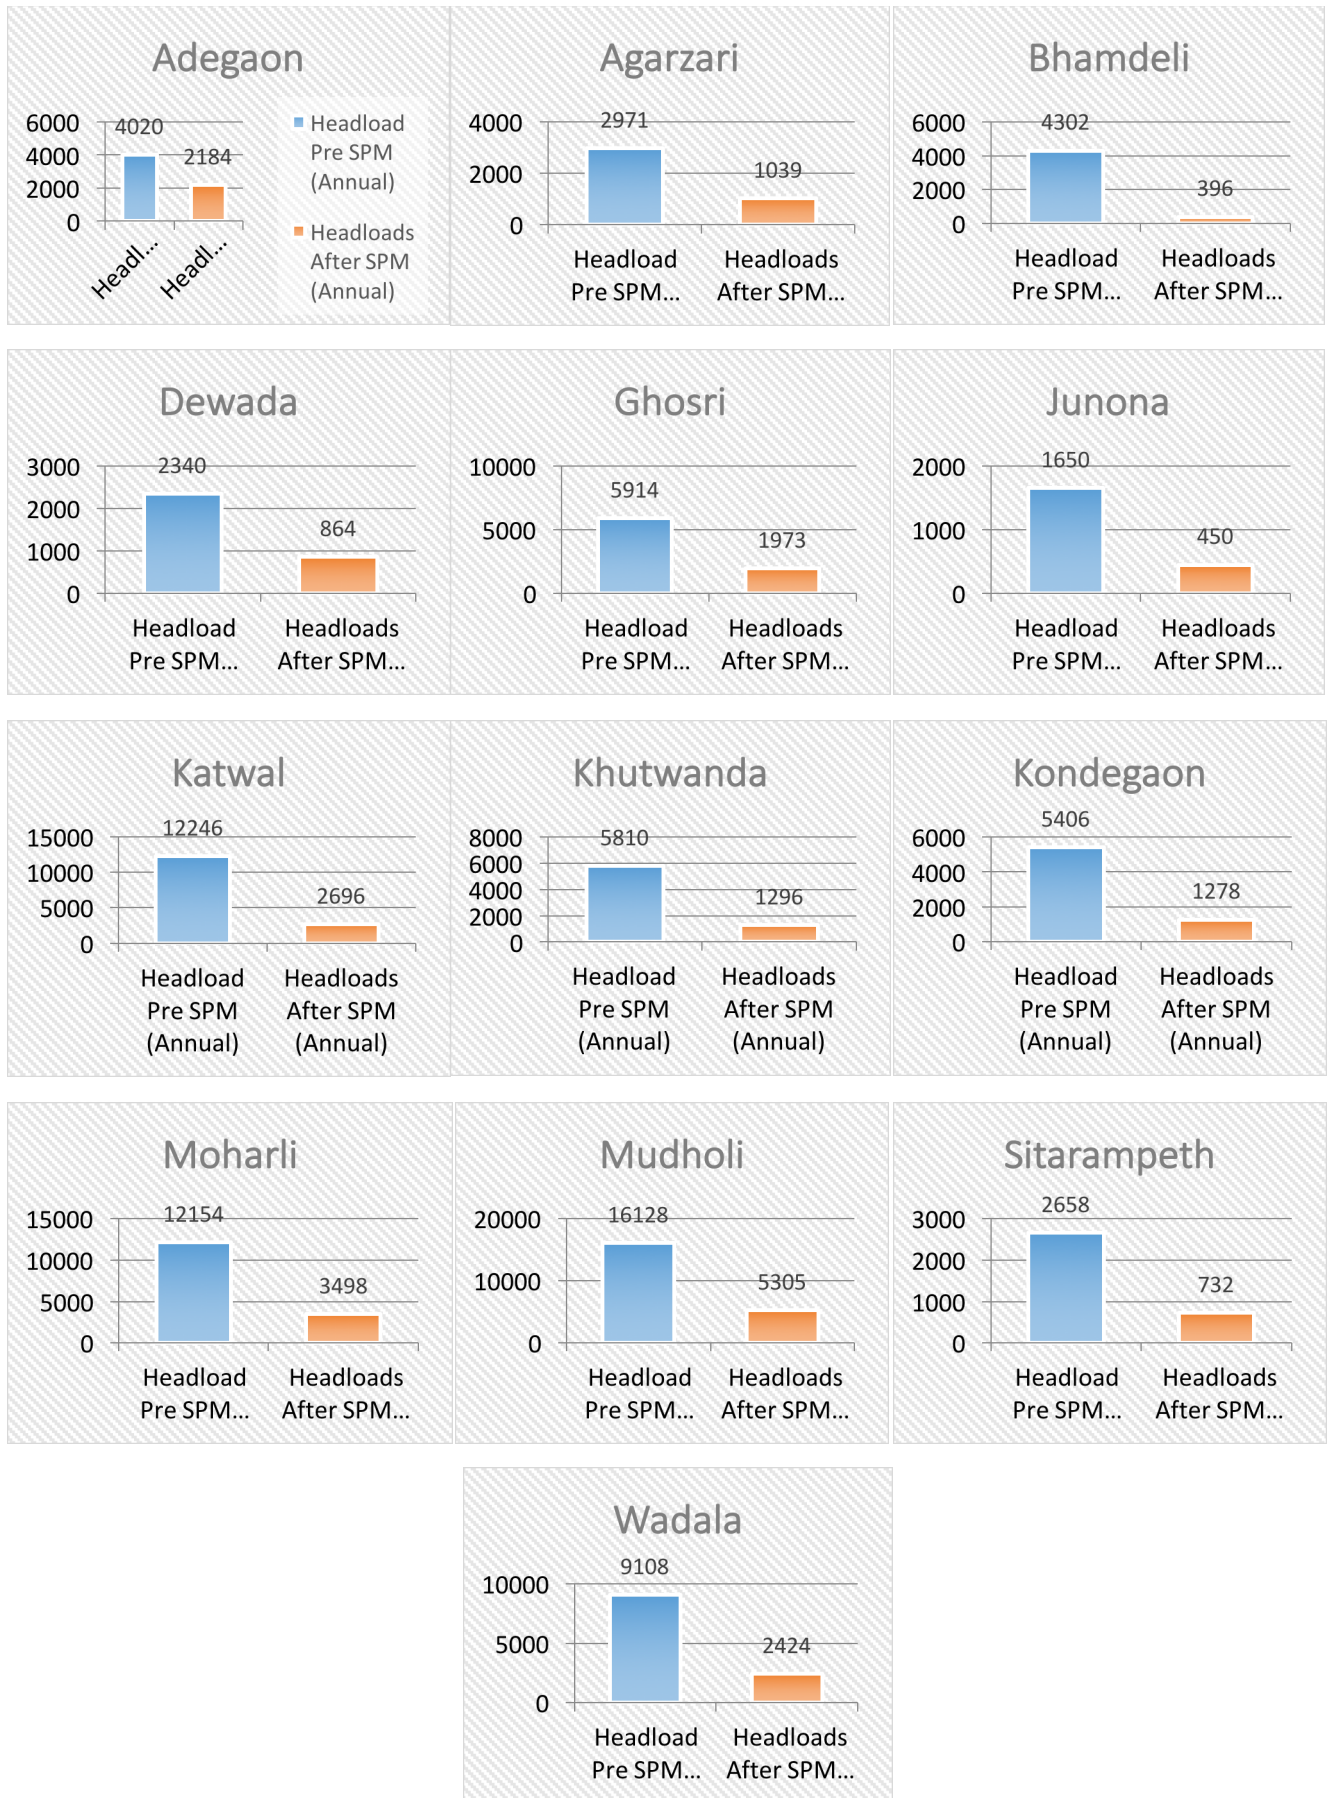 Adegaon
6000
4000
2000
0
4020
2184
Headl...
Headl...
Headload
Pre SPM
(Annual)
Headloads
After SPM
(Annual)
Agarzari
4000
2000
0
2971
1039
Headload
Pre SPM...
Headloads
After SPM...
Bhamdeli
6000
4000
2000
0
4302
396
Headload
Pre SPM...
Headloads
After SPM...
Dewada
3000
2000
1000
0
2340
864
Headload
Pre SPM...
Headloads
After SPM...
Ghosri
10000
5000
0
5914
1973
Headload
Pre SPM...
Headloads
After SPM...
Junona
2000
1000
0
1650
450
Headload
Pre SPM...
Headloads
After SPM...
Katwal
15000
10000
5000
0
12246
2696
Headload
Pre SPM
(Annual)
Headloads
After SPM
(Annual)
Khutwanda
8000
6000
4000
2000
0
5810
1296
Headload
Pre SPM
(Annual)
Headloads
After SPM
(Annual)
Kondegaon
6000
4000
2000
0
5406
1278
Headload
Pre SPM
(Annual)
Headloads
After SPM
(Annual)
Moharli
15000
10000
5000
0
12154
3498
Headload
Pre SPM...
Headloads
After SPM...
Mudholi
20000
10000
0
16128
5305
Headload
Pre SPM...
Headloads
After SPM...
Sitarampeth
3000
2000
1000
0
2658
732
Headload
Pre SPM...
Headloads
After SPM...
Wadala
10000
5000
0
9108
2424
Headload
Pre SPM...
Headloads
After SPM...